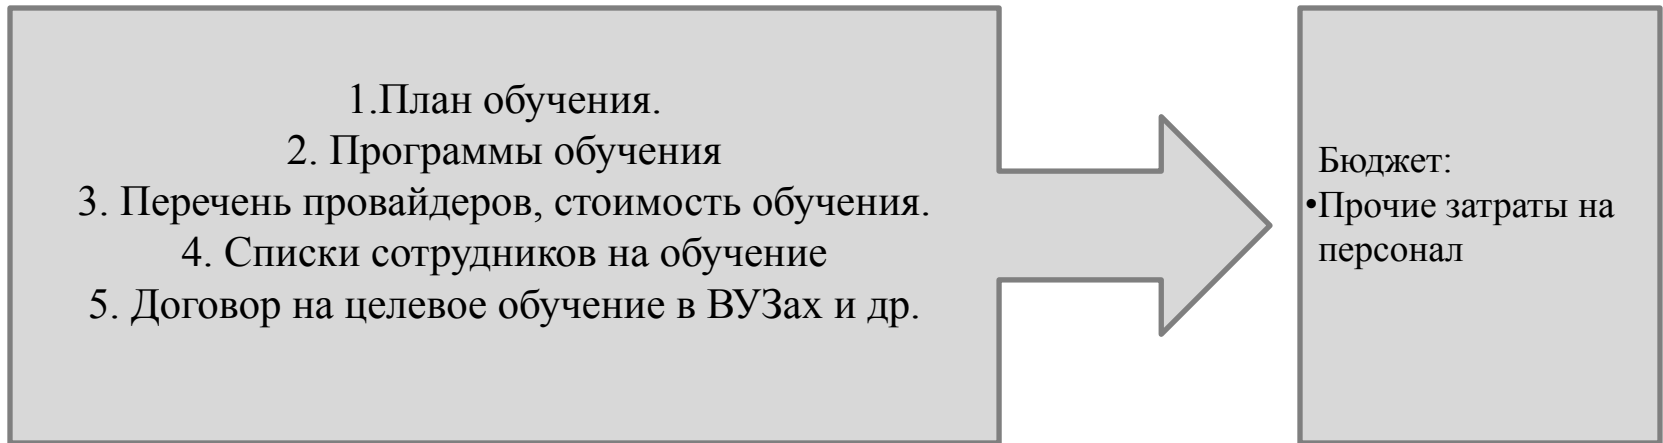 1.План обучения.
2. Программы обучения
3. Перечень провайдеров, стоимость обучения.
4. Списки сотрудников на обучение
5. Договор на целевое обучение в ВУЗах и др.
Бюджет:
•Прочие затраты на
персонал